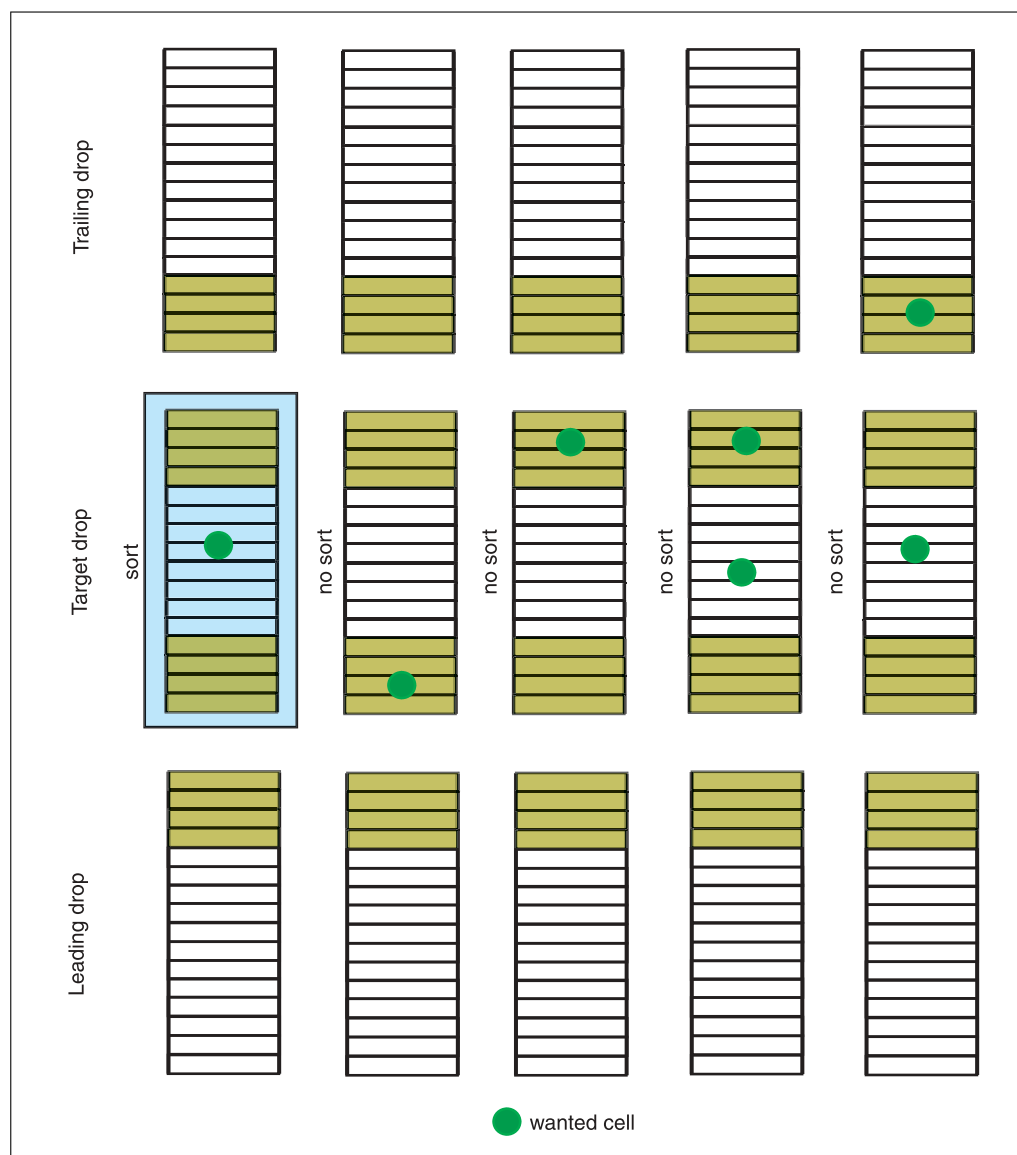 Trailing drop
Target drop
sort
no sort
no sort
no sort
no sort
Leading drop
wanted cell